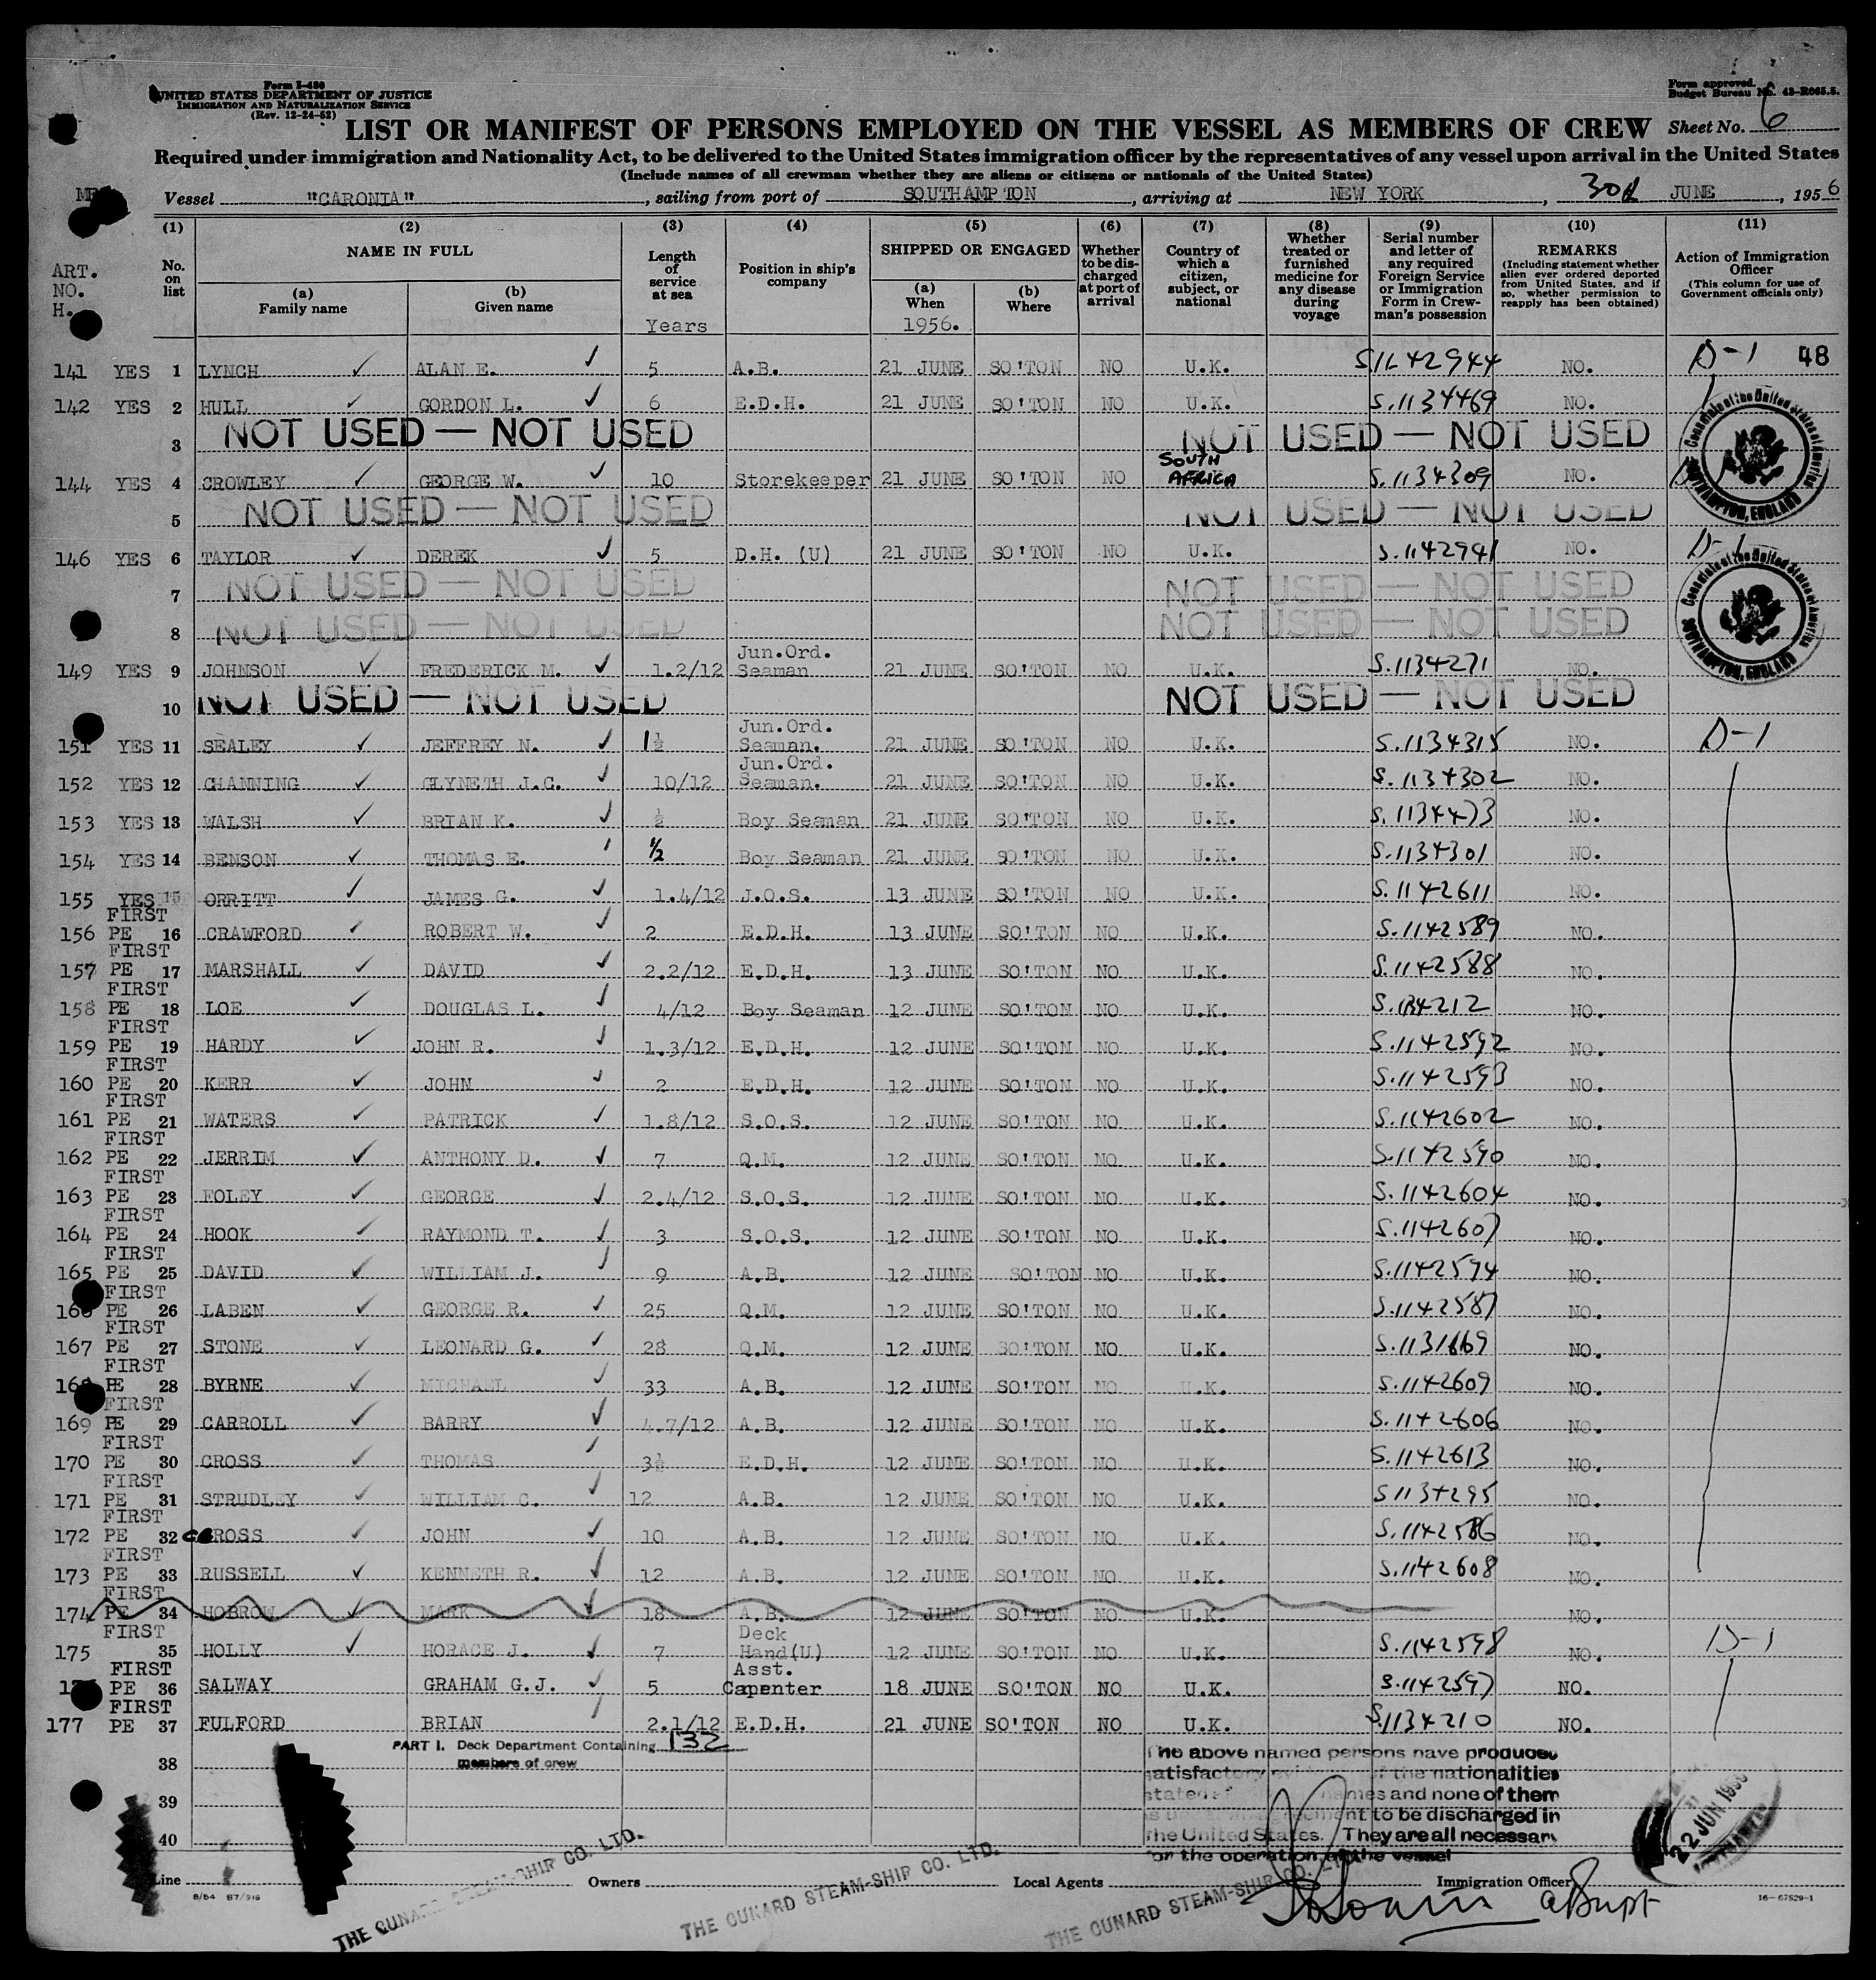 Form I-480
UNITED STATES DEPARTMENT OF JUSTICE
IMMIGRATION AND NATURALIZATION SERVICE
(Rev. 12-24-52)
Form approved.
Budget Bureau No. 43-R065.5.
LIST OR MANIFEST OF PERSONS EMPLOYED ON THE VESSEL AS MEMBERS OF CREW Sheet No. 6
Required under immigration and Nationality Act, to be delivered to the United States immigration officer by the representatives of any vessel upon arrival in the United States
(Include names of all crewman whether they are aliens or citizens or nationals of the United States)
Vessel "CARONIA", sailing from port of SOUTHAMPTON, arriving at NEW YORK, 30th JUNE, 1956
ART. NO. H.
(1) No. on list
(2) NAME IN FULL (a) Family name (b) Given name
(3) Length of service at sea Years
(4) Position in ship's company
(5) SHIPPED OR ENGAGED (a) When 1956. (b) Where
(6) Whether to be discharged at port of arrival
(7) Country of which a citizen, subject, or national
(8) Whether treated or furnished medicine for any disease during voyage
(9) Serial number and letter of any required Foreign Service or Immigration Form in Crewman's possession
(10) REMARKS (Including statement whether alien ever ordered deported from United States, and if so, whether permission to reapply has been obtained)
(11) Action of Immigration Officer (This column for use of Government officials only)
141 YES 1 LYNCH ALAN E. 5 A.B. 21 JUNE SO'TON NO U.K. S1142944 NO. D-1 48
142 YES 2 HULL GORDON L. 6 E.D.H. 21 JUNE SO'TON NO U.K. S.1134469 NO.
3 NOT USED — NOT USED NOT USED — NOT USED
144 YES 4 CROWLEY GEORGE W. 10 Storekeeper 21 JUNE SO'TON NO SOUTH AFRICA S.1134309 NO.
5 NOT USED — NOT USED NOT USED — NOT USED
146 YES 6 TAYLOR DEREK 5 D.H. (U) 21 JUNE SO'TON NO U.K. S.1142941 NO. D-1
7 NOT USED — NOT USED NOT USED — NOT USED
8 NOT USED — NOT USED NOT USED — NOT USED
149 YES 9 JOHNSON FREDERICK M. 1.2/12 Jun.Ord. Seaman 21 JUNE SO'TON NO U.K. S.1134271 NO.
10 NOT USED — NOT USED NOT USED — NOT USED
151 YES 11 SEALEY JEFFREY N. 1½ Jun.Ord. Seaman. 21 JUNE SO'TON NO U.K. S.1134315 NO. D-1
152 YES 12 CHANNING GLYNETH J.C. 10/12 Jun.Ord. Seaman. 21 JUNE SO'TON NO U.K. S.1134302 NO.
153 YES 13 WALSH BRIAN K. ½ Boy Seaman 21 JUNE SO'TON NO U.K. S.1134473 NO.
154 YES 14 BENSON THOMAS E. ½ Boy Seaman 21 JUNE SO'TON NO U.K. S.1134301 NO.
155 YES 15 ORRITT JAMES G. 1.4/12 J.O.S. 13 JUNE SO'TON NO U.K. S.1142611 NO.
156 FIRST PE 16 CRAWFORD ROBERT W. 2 E.D.H. 13 JUNE SO'TON NO U.K. S.1142589 NO.
157 FIRST PE 17 MARSHALL DAVID 2.2/12 E.D.H. 13 JUNE SO'TON NO U.K. S.1142588 NO.
158 FIRST PE 18 LOE DOUGLAS L. 4/12 Boy Seaman 12 JUNE SO'TON NO U.K. NO.
159 FIRST PE 19 HARDY JOHN R. 1.3/12 E.D.H. 12 JUNE SO'TON NO U.K. S.1142592 NO.
160 FIRST PE 20 KERR JOHN 2 E.D.H. 12 JUNE SO'TON NO U.K. S.1142593 NO.
161 FIRST PE 21 WATERS PATRICK 1.8/12 S.O.S. 12 JUNE SO'TON NO U.K. S.1142602 NO.
162 FIRST PE 22 JERRIM ANTHONY D. 7 Q.M. 12 JUNE SO'TON NO U.K. S.1142590 NO.
163 FIRST PE 23 FOLEY GEORGE 2.4/12 S.O.S. 12 JUNE SO'TON NO U.K. S.1142604 NO.
164 FIRST PE 24 HOOK RAYMOND T. 3 S.O.S. 12 JUNE SO'TON NO U.K. S.1142607 NO.
165 FIRST PE 25 DAVID WILLIAM J. 9 A.B. 12 JUNE SO'TON NO U.K. S.1142594 NO.
166 FIRST PE 26 LABEN GEORGE R. 25 Q.M. 12 JUNE SO'TON NO U.K. S.1142587 NO.
167 FIRST PE 27 STONE LEONARD G. 28 Q.M. 12 JUNE SO'TON NO U.K. S.1131669 NO.
168 FIRST PE 28 BYRNE MICHAEL 33 A.B. 12 JUNE SO'TON NO U.K. S.1142609 NO.
169 FIRST PE 29 CARROLL BARRY 4.7/12 A.B. 12 JUNE SO'TON NO U.K. S.1142606 NO.
170 FIRST PE 30 CROSS THOMAS 3½ E.D.H. 12 JUNE SO'TON NO U.K. S.1142613 NO.
171 FIRST PE 31 STRUDLEY WILLIAM C. 12 A.B. 12 JUNE SO'TON NO U.K. S1134295 NO.
172 FIRST PE 32 CROSS JOHN 10 A.B. 12 JUNE SO'TON NO U.K. S.1142586 NO.
173 FIRST PE 33 RUSSELL KENNETH R. 12 A.B. 12 JUNE SO'TON NO U.K. S.1142608 NO.
174 FIRST PE 34 HOBROW MARK 18 A.B. 12 JUNE SO'TON NO U.K. NO.
175 FIRST 35 HOLLY HORACE J. 7 Deck Hand(U) 12 JUNE SO'TON NO U.K. S.1142598 NO. D-1
FIRST PE 36 SALWAY GRAHAM G.J. 5 Asst. Capenter 18 JUNE SO'TON NO U.K. S.1142597 NO.
177 FIRST PE 37 FULFORD BRIAN 2.1/12 E.D.H. 21 JUNE SO'TON NO U.K. S.1134210 NO.
PART I. Deck Department Containing 132
members of crew
38
39
40
The above named persons have produced
satisfactory of the nationalities
stated names and none of them
to be discharged in
the United States. They are all necessary
for the operation of the vessel
Consulate of the United States of America
SOUTHAMPTON, ENGLAND
Consulate of the United States of America
SOUTHAMPTON, ENGLAND
22 JUN 1956
Line Owners Local Agents Immigration Officer
THE CUNARD STEAM-SHIP CO. LTD.
THE CUNARD STEAM-SHIP CO. LTD.
THE CUNARD STEAM-SHIP CO. LTD.
16-67829-1